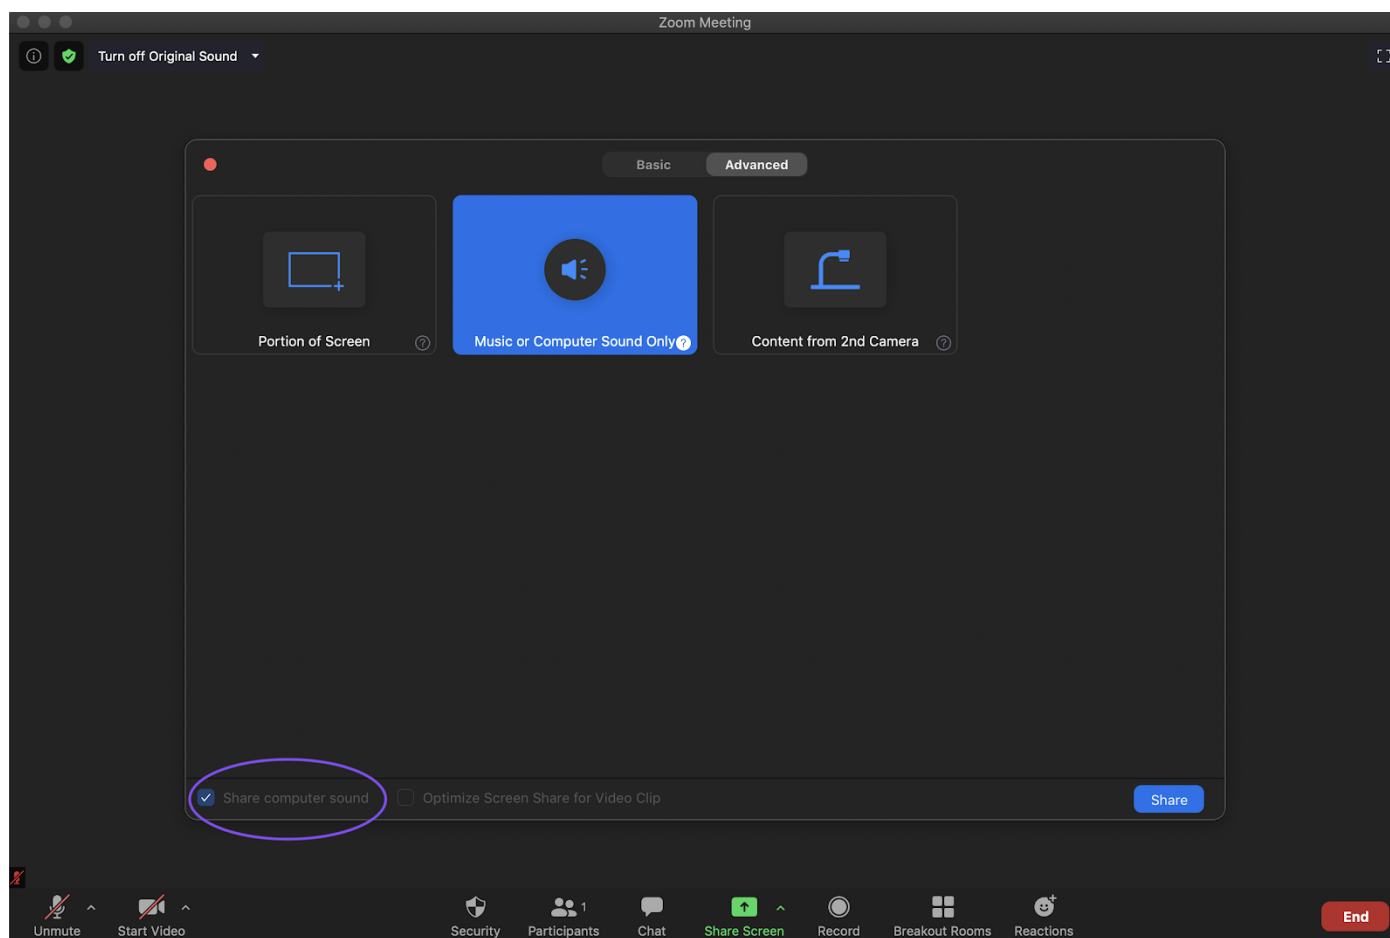 Zoom Meeting
Turn off Original Sound
Basic
Advanced
Portion of Screen
?
Music or Computer Sound Only
?
Content from 2nd Camera
?
Share computer sound
Optimize Screen Share for Video Clip
Share
Unmute
Start Video
Security
1
Participants
Chat
Share Screen
Record
Breakout Rooms
Reactions
End